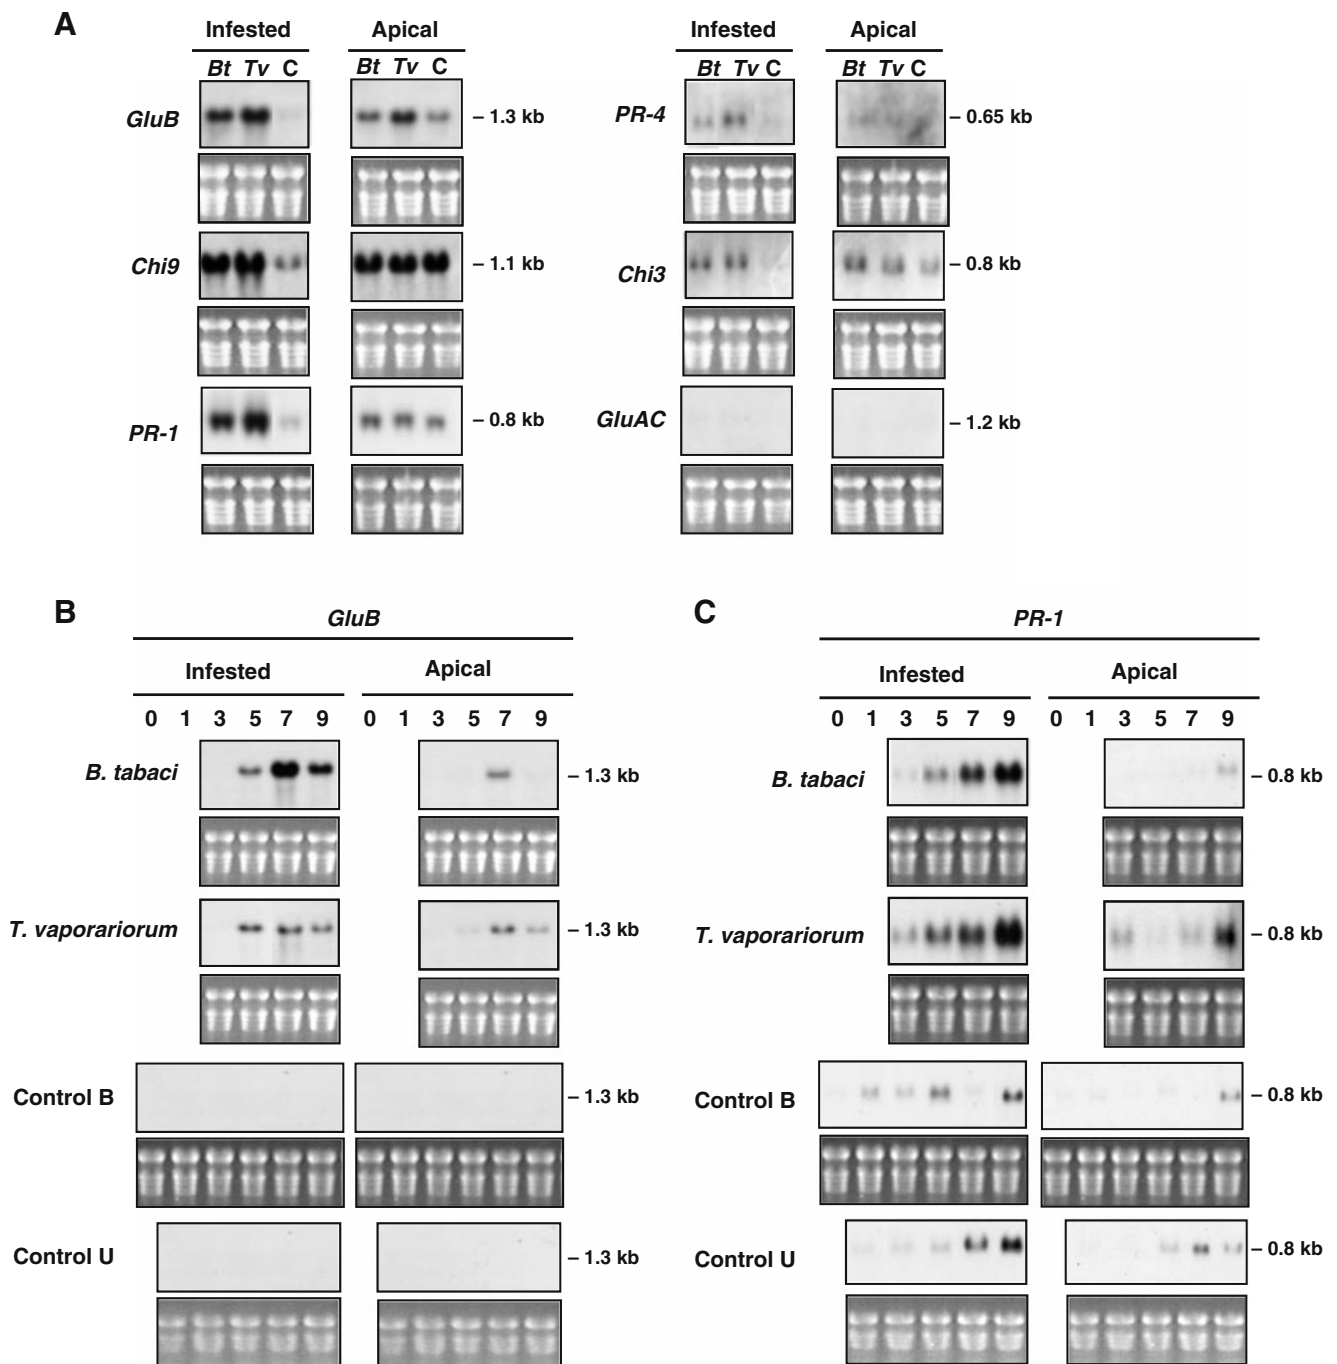 A
Infested Apical
Bt Tv C Bt Tv C
GluB – 1.3 kb
Chi9 – 1.1 kb
PR-1 – 0.8 kb
Infested Apical
Bt Tv C Bt Tv C
PR-4 – 0.65 kb
Chi3 – 0.8 kb
GluAC – 1.2 kb
B
GluB
Infested Apical
0 1 3 5 7 9 0 1 3 5 7 9
B. tabaci – 1.3 kb
T. vaporariorum – 1.3 kb
Control B – 1.3 kb
Control U – 1.3 kb
C
PR-1
Infested Apical
0 1 3 5 7 9 0 1 3 5 7 9
B. tabaci – 0.8 kb
T. vaporariorum – 0.8 kb
Control B – 0.8 kb
Control U – 0.8 kb